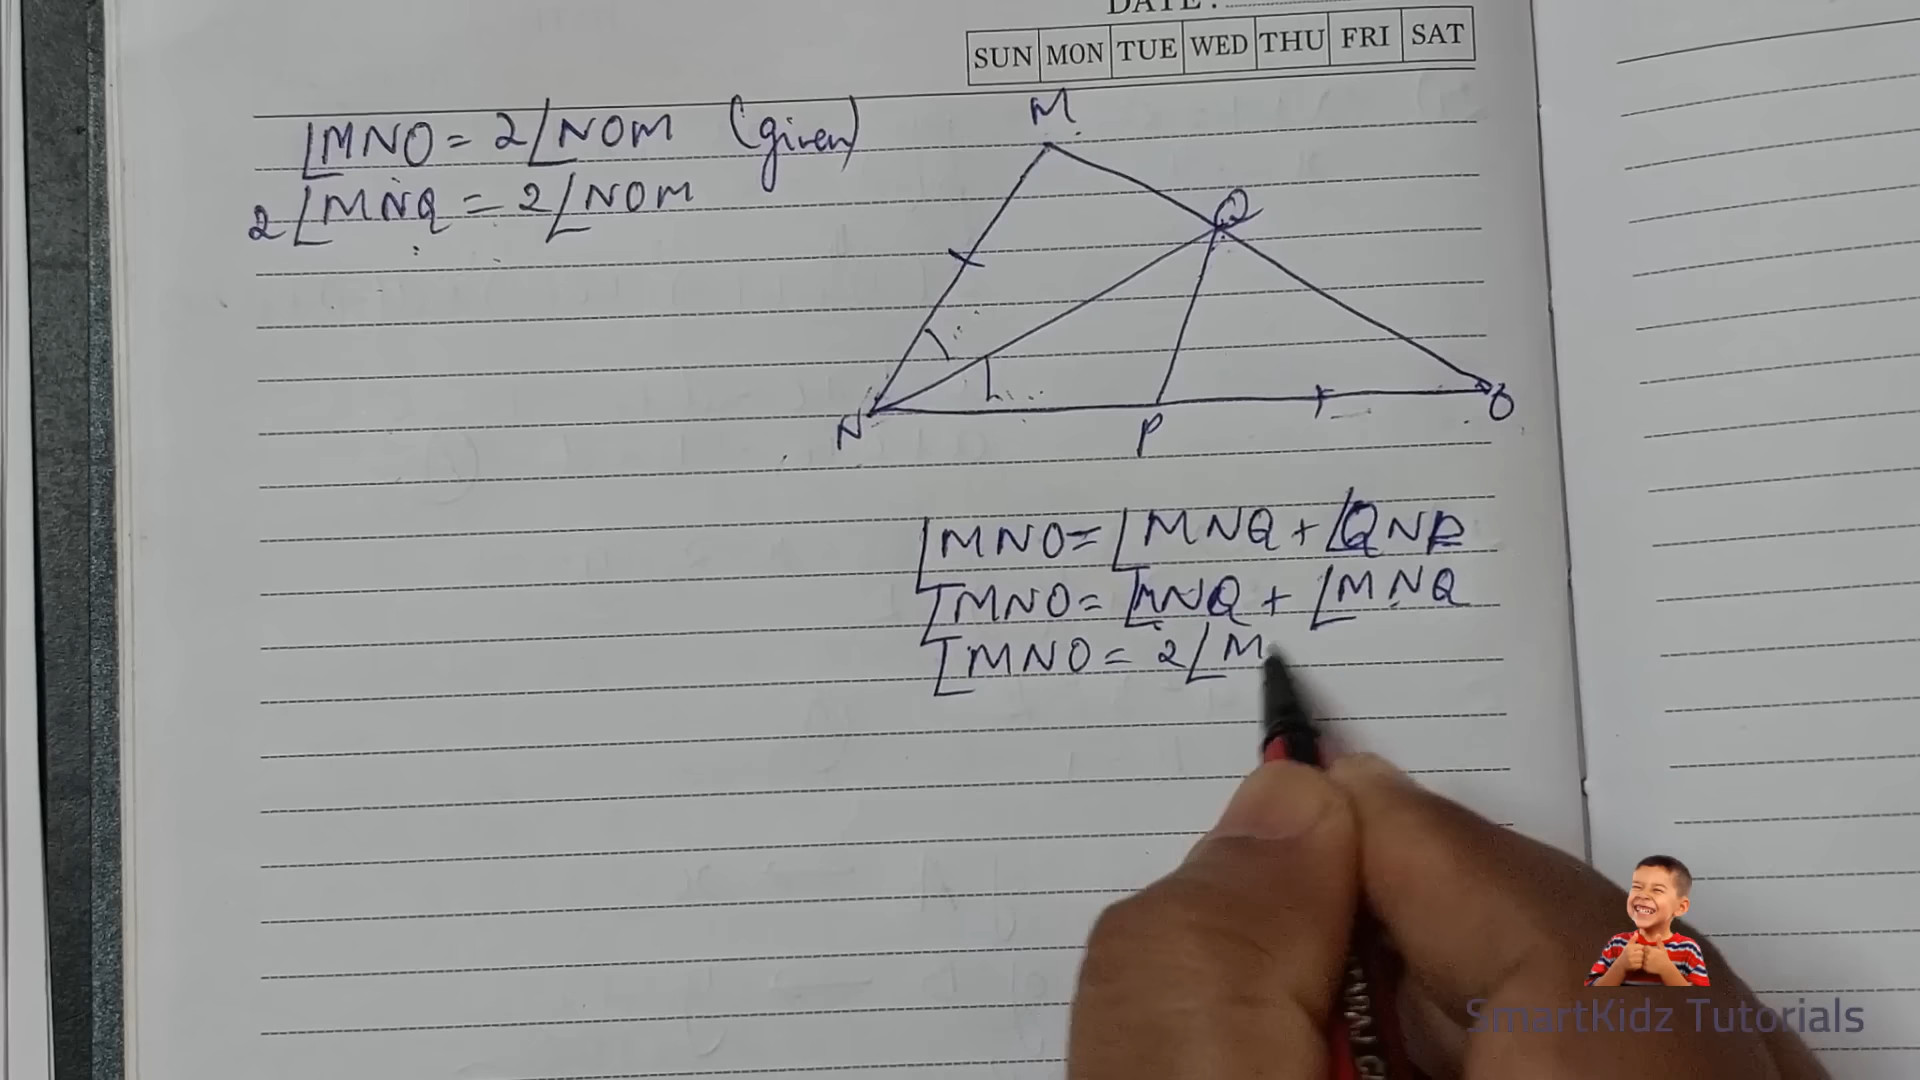 DATE :
SUN MON TUE WED THU FRI SAT
∠MNO = 2∠NOM (given)
2∠MNQ = 2∠NOM
M
Q
N
P
O
∠MNO = ∠MNQ + ∠QNP
∠MNO = ∠MNQ + ∠MNQ
∠MNO = 2∠M
SmartKidz Tutorials